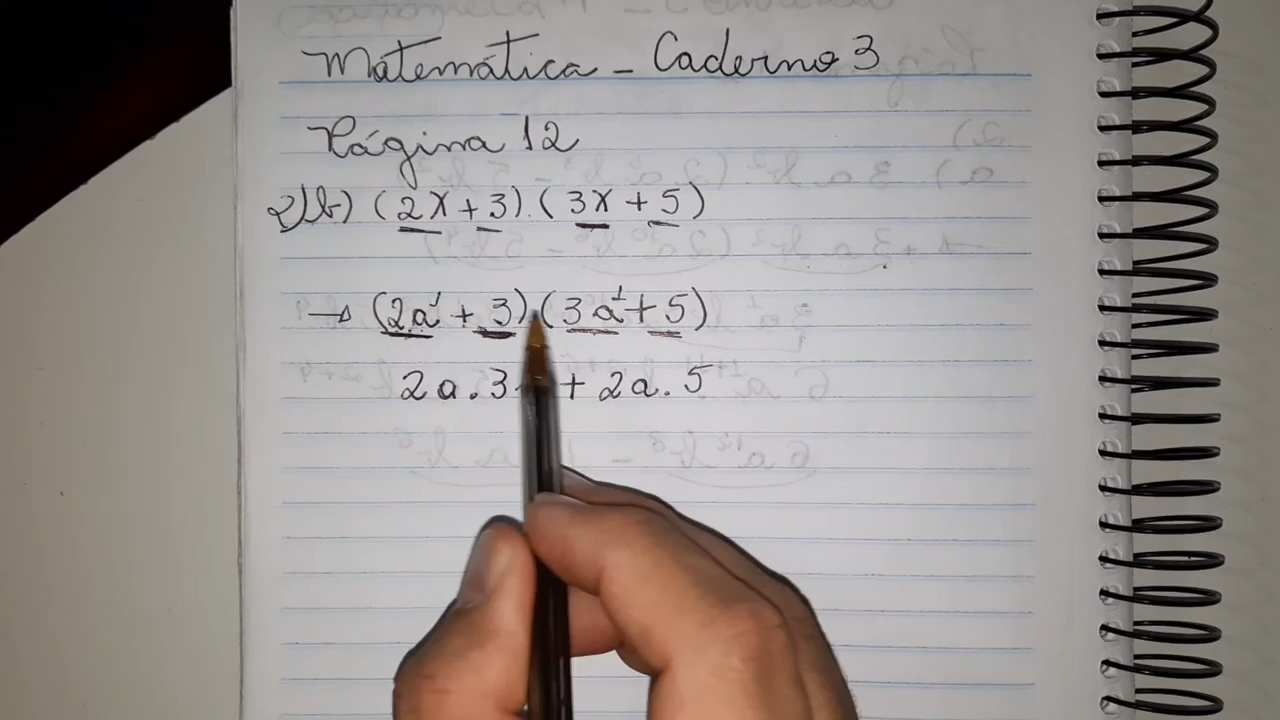 Matemática - Caderno 3
Página 12
2)b) (2x + 3).(3x + 5)
→ (2a¹ + 3)(3a¹ + 5)
2a.3 + 2a.5